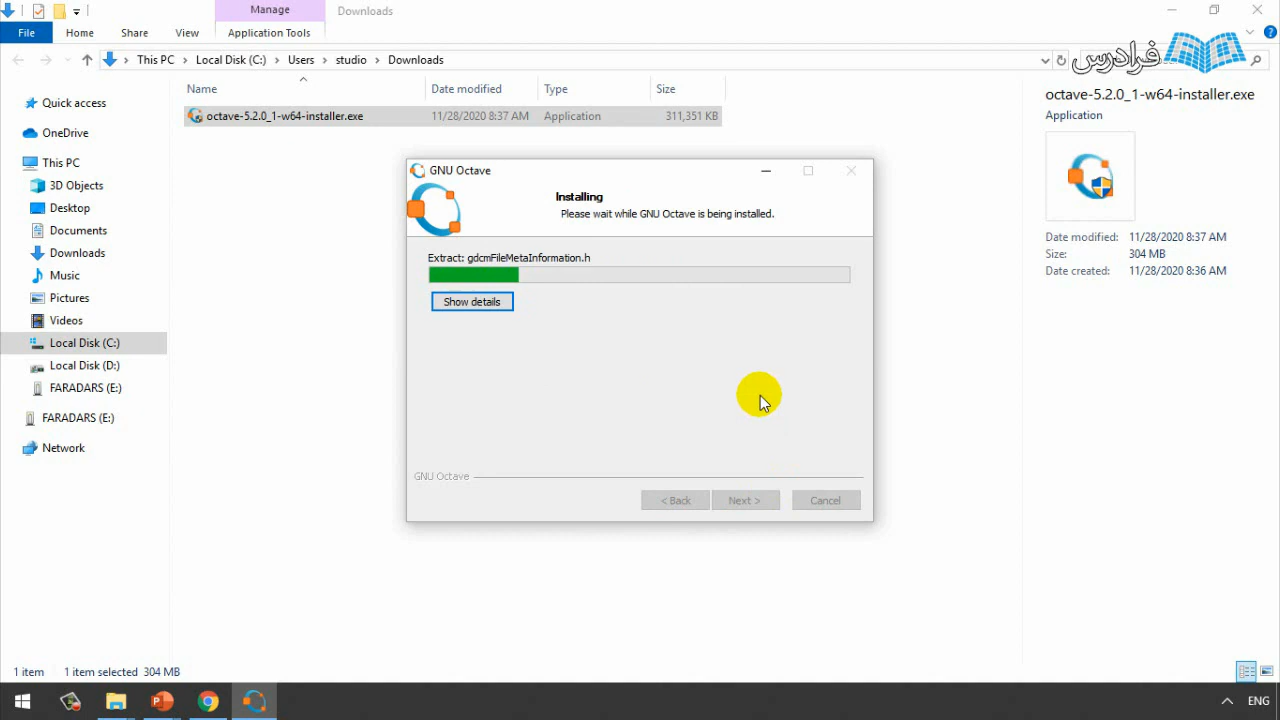 Manage
Downloads
File
Home
Share
View
Application Tools
This PC
Local Disk (C:)
Users
studio
Downloads
فرادرس
Name
Date modified
Type
Size
octave-5.2.0_1-w64-installer.exe
11/28/2020 8:37 AM
Application
311,351 KB
Quick access
OneDrive
This PC
3D Objects
Desktop
Documents
Downloads
Music
Pictures
Videos
Local Disk (C:)
Local Disk (D:)
FARADARS (E:)
FARADARS (E:)
Network
GNU Octave
Installing
Please wait while GNU Octave is being installed.
Extract: gdcmFileMetaInformation.h
Show details
GNU Octave
< Back
Next >
Cancel
octave-5.2.0_1-w64-installer.exe
Application
Date modified: 11/28/2020 8:37 AM
Size: 304 MB
Date created: 11/28/2020 8:36 AM
1 item
1 item selected 304 MB
ENG